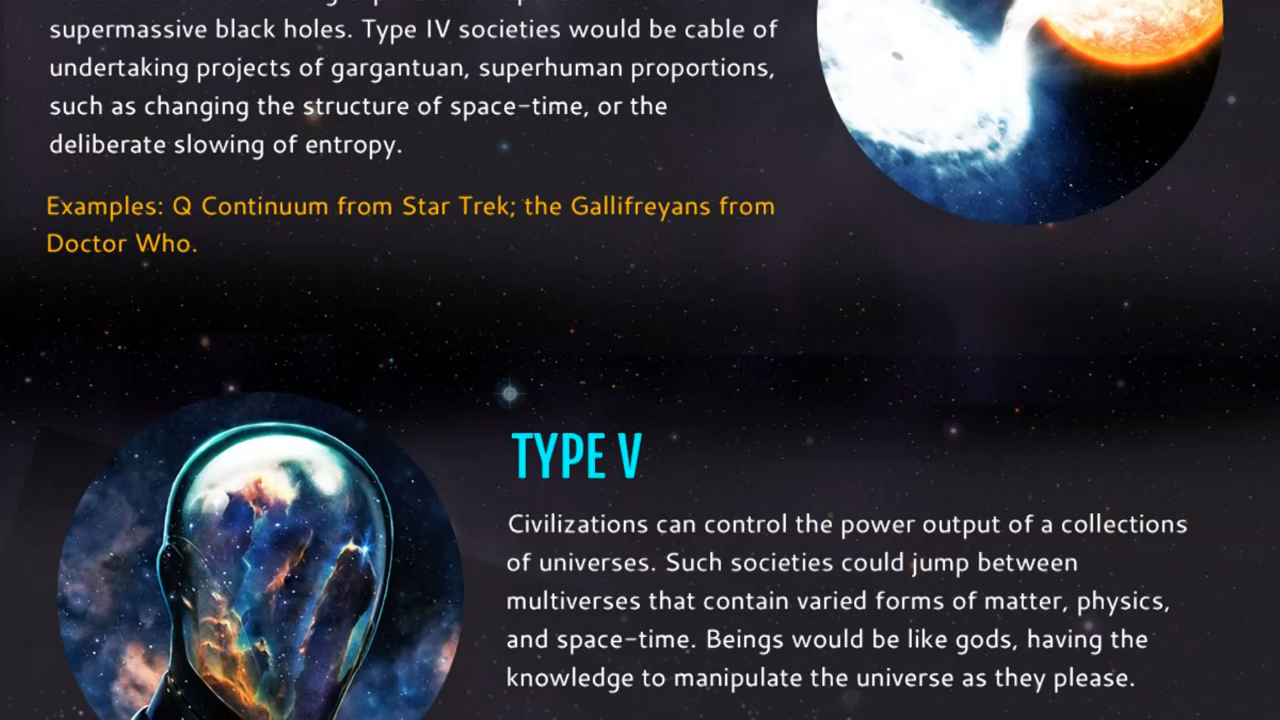 supermassive black holes. Type IV societies would be cable of
undertaking projects of gargantuan, superhuman proportions,
such as changing the structure of space-time, or the
deliberate slowing of entropy.
Examples: Q Continuum from Star Trek; the Gallifreyans from
Doctor Who.
TYPE V
Civilizations can control the power output of a collections
of universes. Such societies could jump between
multiverses that contain varied forms of matter, physics,
and space-time. Beings would be like gods, having the
knowledge to manipulate the universe as they please.